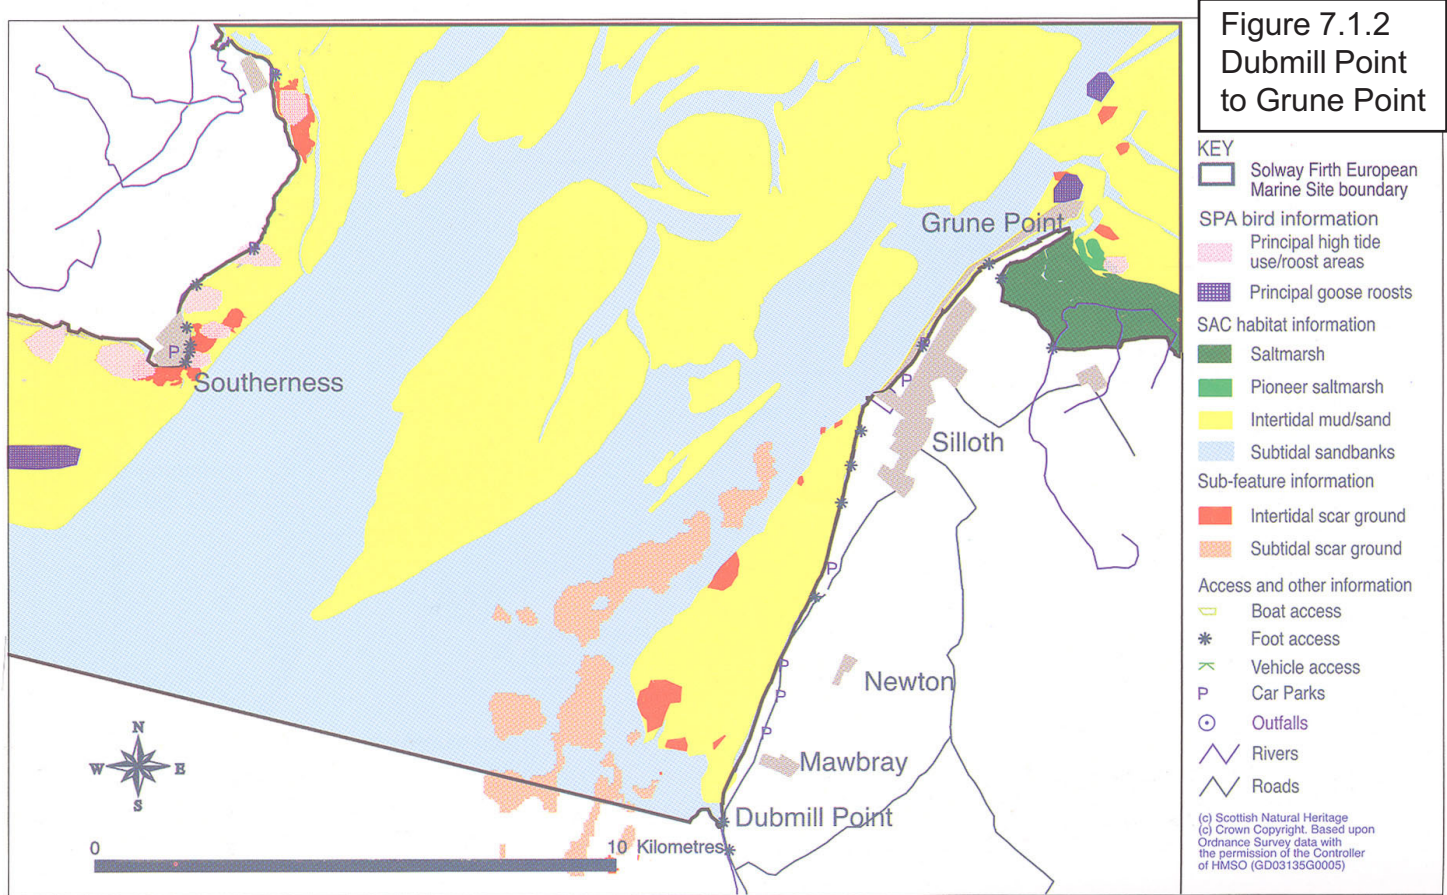 Figure 7.1.2
Dubmill Point
to Grune Point
KEY
Solway Firth European
Marine Site boundary
SPA bird information
Principal high tide
use/roost areas
Principal goose roosts
SAC habitat information
Saltmarsh
Pioneer saltmarsh
Intertidal mud/sand
Subtidal sandbanks
Sub-feature information
Intertidal scar ground
Subtidal scar ground
Access and other information
Boat access
Foot access
Vehicle access
P Car Parks
Outfalls
Rivers
Roads
(c) Scottish Natural Heritage
(c) Crown Copyright. Based upon
Ordnance Survey data with
the permission of the Controller
of HMSO (GD03135G0005)
Grune Point
P
P
Southerness
P
P
P
Silloth
P
P
Newton
P
P
Mawbray
Dubmill Point
N
W E
S
0 10 Kilometres